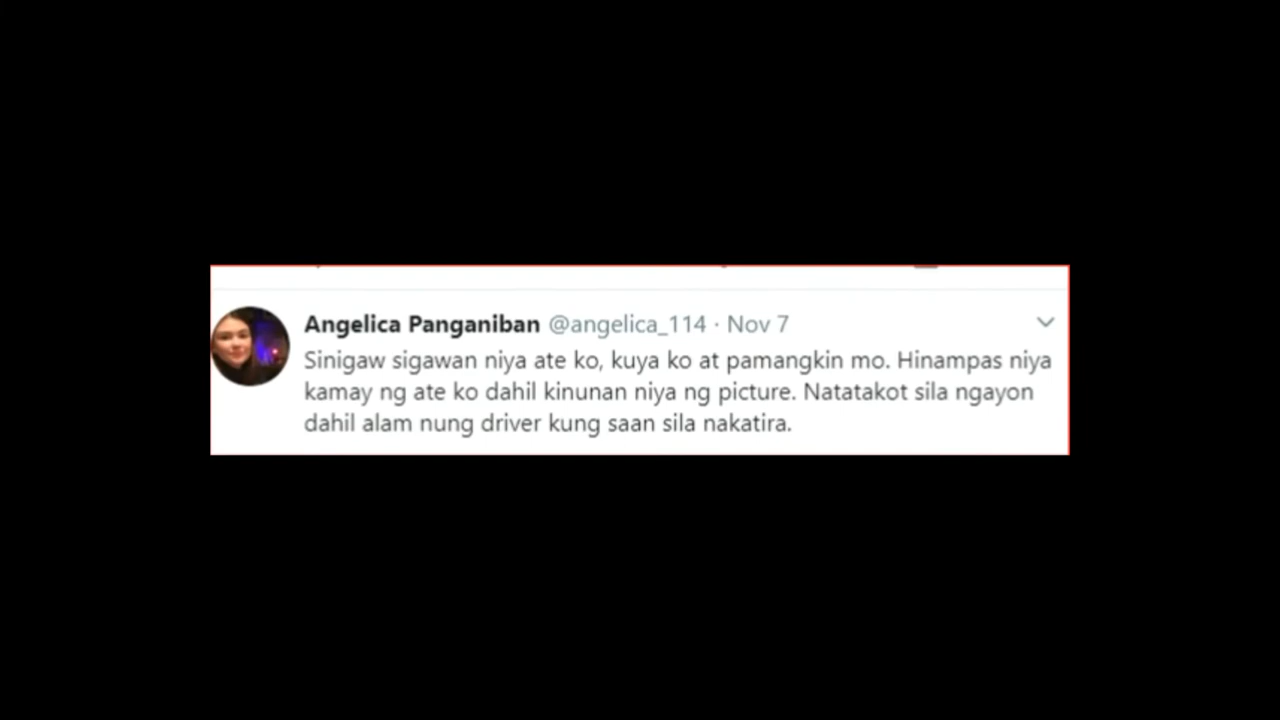 Angelica Panganiban @angelica_114 · Nov 7
Sinigaw sigawan niya ate ko, kuya ko at pamangkin mo. Hinampas niya
kamay ng ate ko dahil kinunan niya ng picture. Natatakot sila ngayon
dahil alam nung driver kung saan sila nakatira.